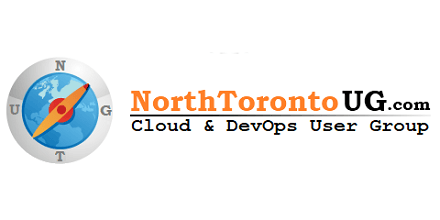 N
U G
T
NorthTorontoUG.com
Cloud & DevOps User Group